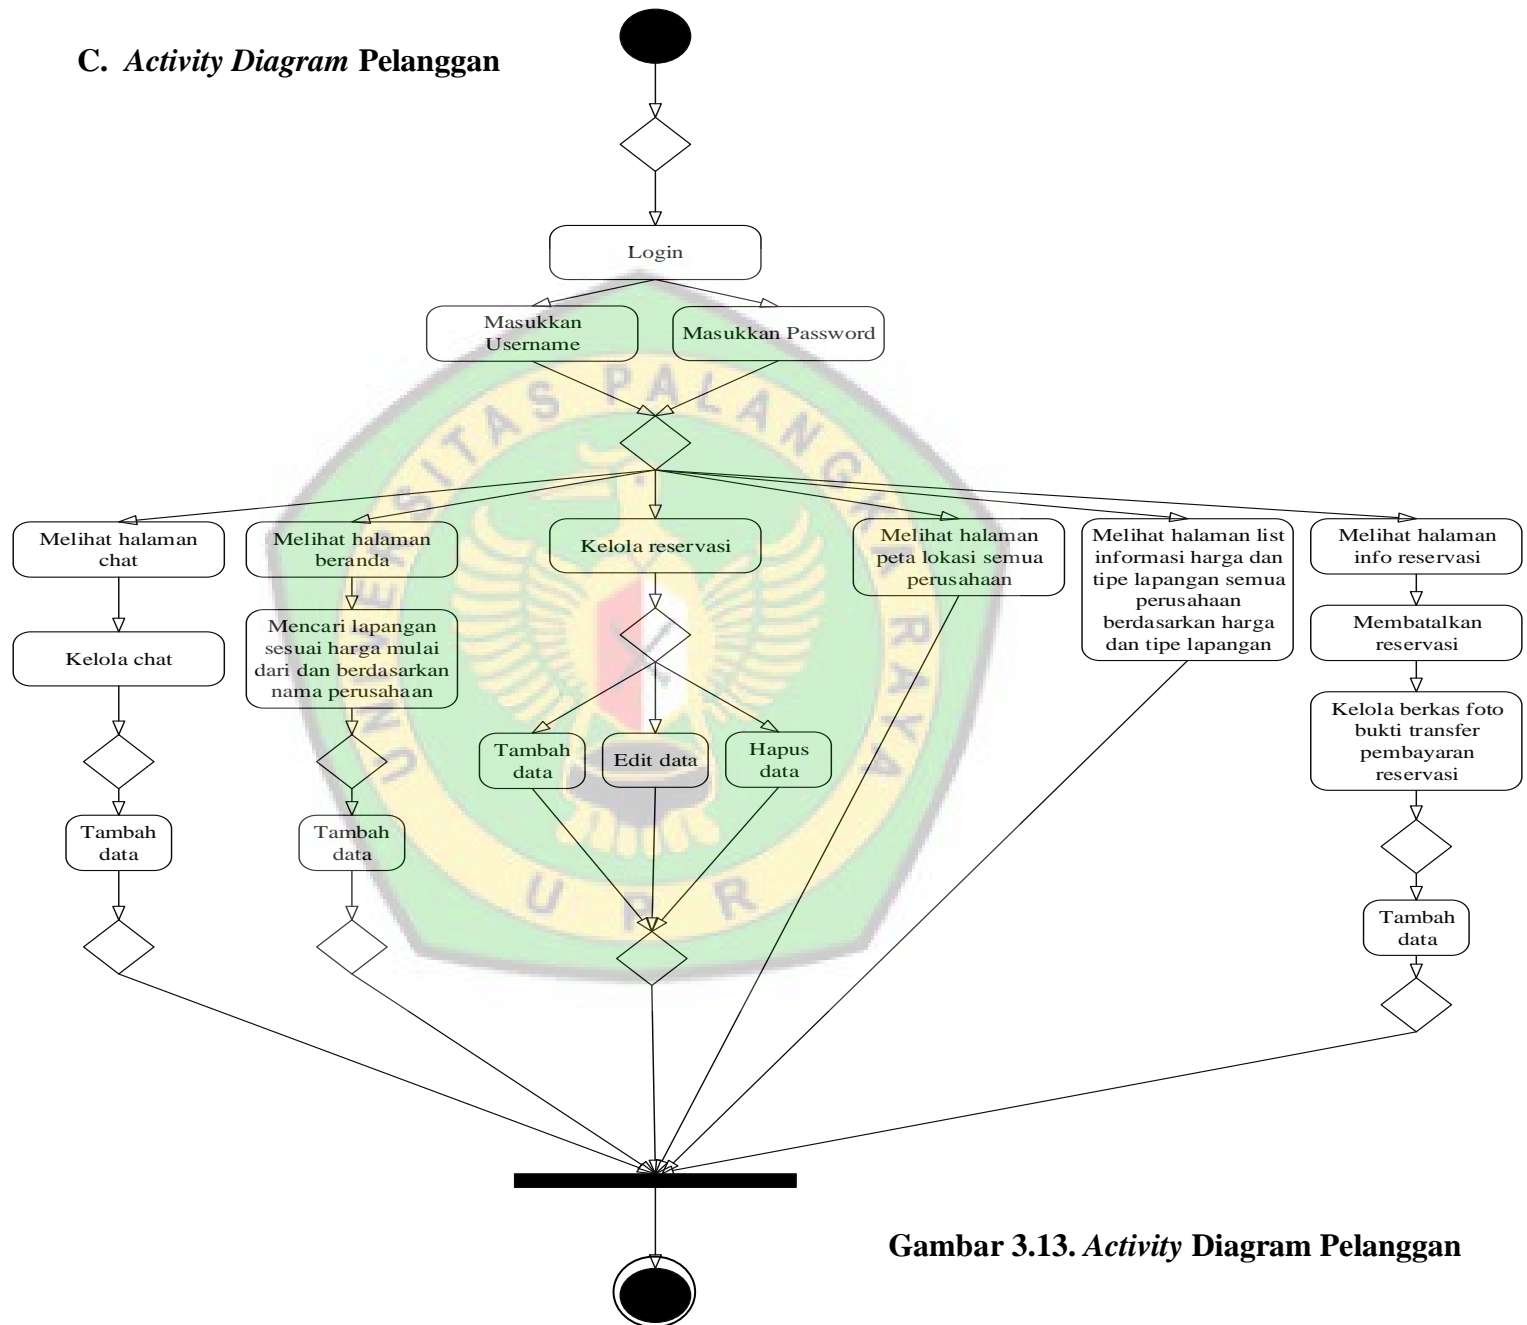 C. Activity Diagram Pelanggan
Login
Masukkan
Username
Masukkan Password
UNIVERSITAS PALANGKA RAYA
Melihat halaman
chat
Melihat halaman
beranda
Kelola reservasi
Melihat halaman
peta lokasi semua
perusahaan
Melihat halaman list
informasi harga dan
tipe lapangan semua
perusahaan
berdasarkan harga
dan tipe lapangan
Melihat halaman
info reservasi
Kelola chat
Mencari lapangan
sesuai harga mulai
dari dan berdasarkan
nama perusahaan
Membatalkan
reservasi
Kelola berkas foto
bukti transfer
pembayaran
reservasi
Tambah
data
Edit data
Hapus
data
Tambah
data
Tambah
data
Tambah
data
UPR
Gambar 3.13. Activity Diagram Pelanggan